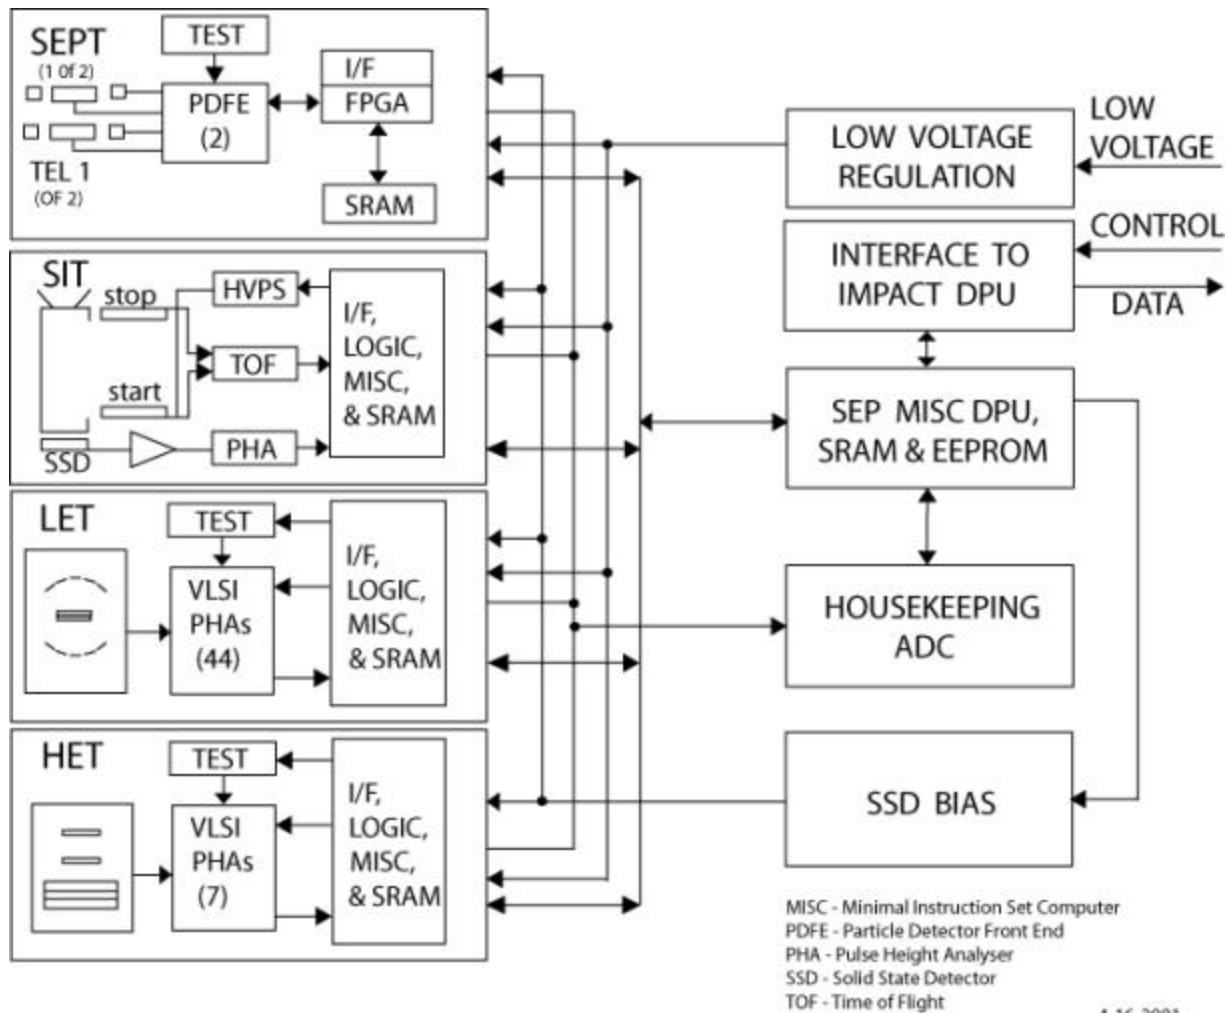 SEPT
(1 0f 2)
TEL 1
(OF 2)
TEST
PDFE
(2)
I/F
FPGA
SRAM
SIT
stop
start
SSD
HVPS
TOF
PHA
I/F,
LOGIC,
MISC,
& SRAM
LET
TEST
VLSI
PHAs
(44)
I/F,
LOGIC,
MISC,
& SRAM
HET
TEST
VLSI
PHAs
(7)
I/F,
LOGIC,
MISC,
& SRAM
LOW VOLTAGE
REGULATION
LOW
VOLTAGE
INTERFACE TO
IMPACT DPU
CONTROL
DATA
SEP MISC DPU,
SRAM & EEPROM
HOUSEKEEPING
ADC
SSD BIAS
MISC - Minimal Instruction Set Computer
PDFE - Particle Detector Front End
PHA - Pulse Height Analyser
SSD - Solid State Detector
TOF - Time of Flight